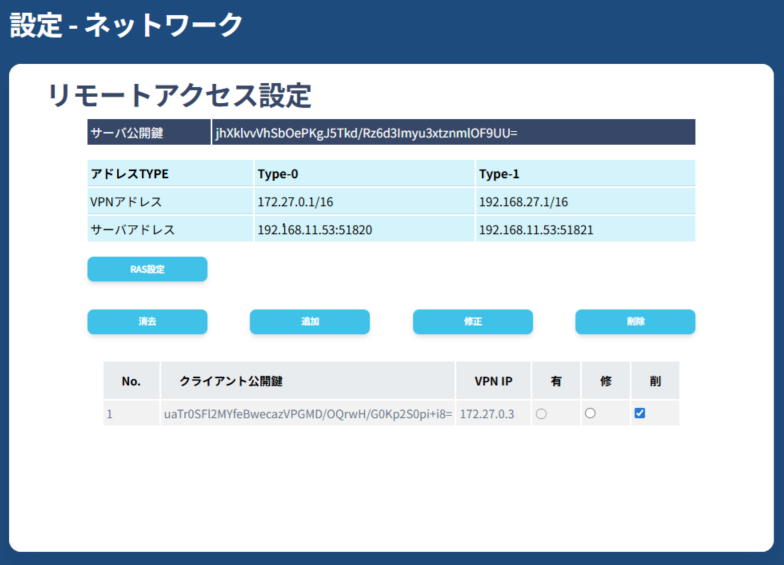 設定 - ネットワーク
リモートアクセス設定
サーバ公開鍵 jhXklvvVhSbOePKgJ5Tkd/Rz6d3Imyu3xtznmlOF9UU=
アドレスTYPE Type-0 Type-1
VPNアドレス 172.27.0.1/16 192.168.27.1/16
サーバアドレス 192.168.11.53:51820 192.168.11.53:51821
RAS設定
消去 追加 修正 削除
No. クライアント公開鍵 VPN IP 有 修 削
1 uaTr0SFl2MYfeBwecazVPGMD/OQrwH/G0Kp2S0pi+i8= 172.27.0.3